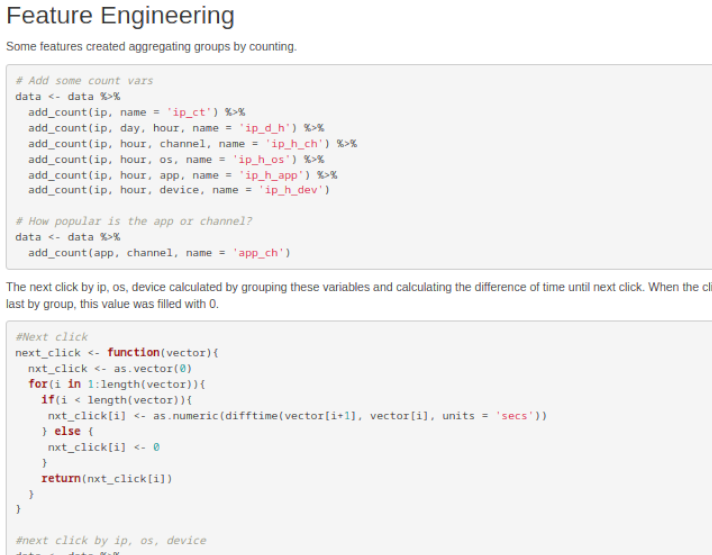 Feature Engineering
Some features created aggregating groups by counting.
# Add some count vars
data <- data %>%
  add_count(ip, name = 'ip_ct') %>%
  add_count(ip, day, hour, name = 'ip_d_h') %>%
  add_count(ip, hour, channel, name = 'ip_h_ch') %>%
  add_count(ip, hour, os, name = 'ip_h_os') %>%
  add_count(ip, hour, app, name = 'ip_h_app') %>%
  add_count(ip, hour, device, name = 'ip_h_dev')
# How popular is the app or channel?
data <- data %>%
  add_count(app, channel, name = 'app_ch')
The next click by ip, os, device calculated by grouping these variables and calculating the difference of time until next click. When the
last by group, this value was filled with 0.
#Next click
next_click <- function(vector){
  nxt_click <- as.vector(0)
  for(i in 1:length(vector)){
    if(i < length(vector)){
     nxt_click[i] <- as.numeric(difftime(vector[i+1], vector[i], units = 'secs'))
    } else {
     nxt_click[i] <- 0
    }
    return(nxt_click[i])
  }
}
#next click by ip, os, device
data <- data %>%